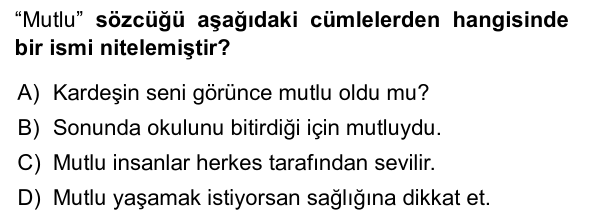 “Mutlu” sözcüğü aşağıdaki cümlelerden hangisinde
bir ismi nitelemiştir?
A) Kardeşin seni görünce mutlu oldu mu?
B) Sonunda okulunu bitirdiği için mutluydu.
C) Mutlu insanlar herkes tarafından sevilir.
D) Mutlu yaşamak istiyorsan sağlığına dikkat et.